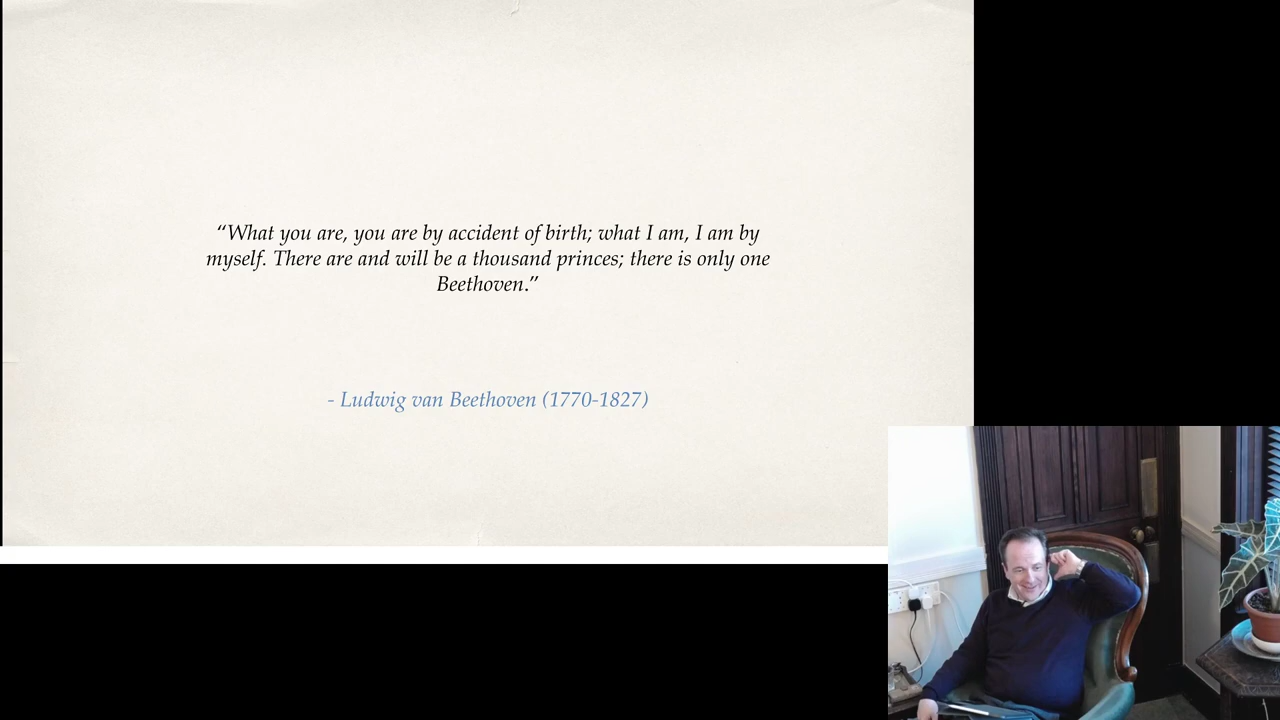 “What you are, you are by accident of birth; what I am, I am by
myself. There are and will be a thousand princes; there is only one
Beethoven.”
- Ludwig van Beethoven (1770-1827)